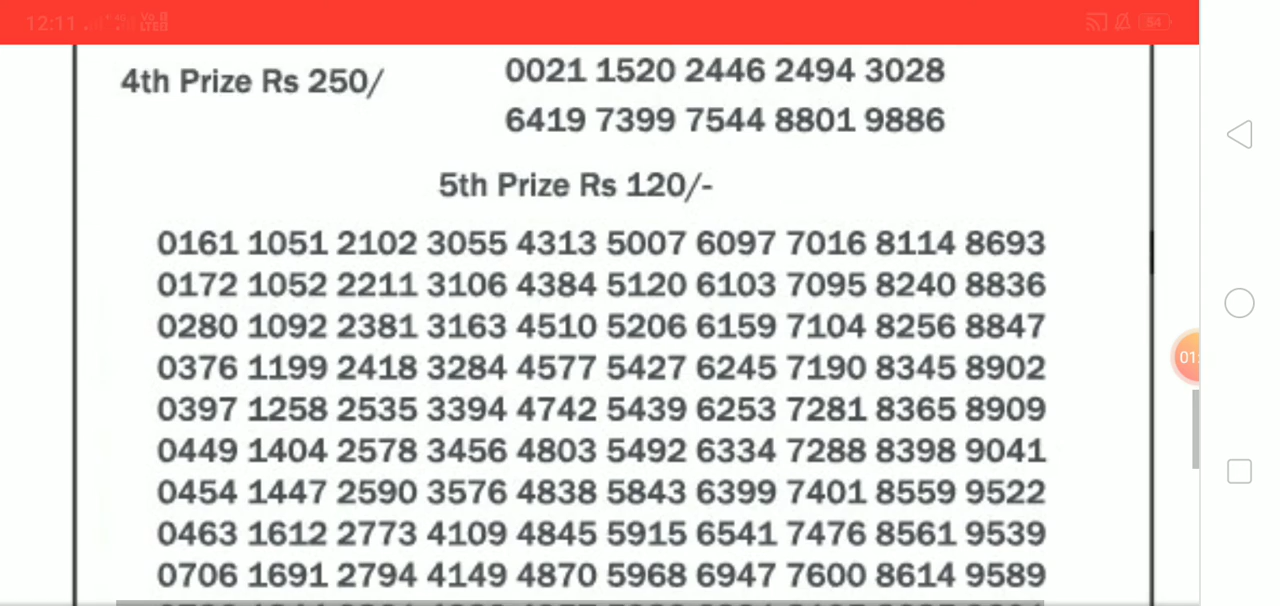 12:11
54
4th Prize Rs 250/
0021 1520 2446 2494 3028
6419 7399 7544 8801 9886
5th Prize Rs 120/-
0161 1051 2102 3055 4313 5007 6097 7016 8114 8693
0172 1052 2211 3106 4384 5120 6103 7095 8240 8836
0280 1092 2381 3163 4510 5206 6159 7104 8256 8847
0376 1199 2418 3284 4577 5427 6245 7190 8345 8902
0397 1258 2535 3394 4742 5439 6253 7281 8365 8909
0449 1404 2578 3456 4803 5492 6334 7288 8398 9041
0454 1447 2590 3576 4838 5843 6399 7401 8559 9522
0463 1612 2773 4109 4845 5915 6541 7476 8561 9539
0706 1691 2794 4149 4870 5968 6947 7600 8614 9589